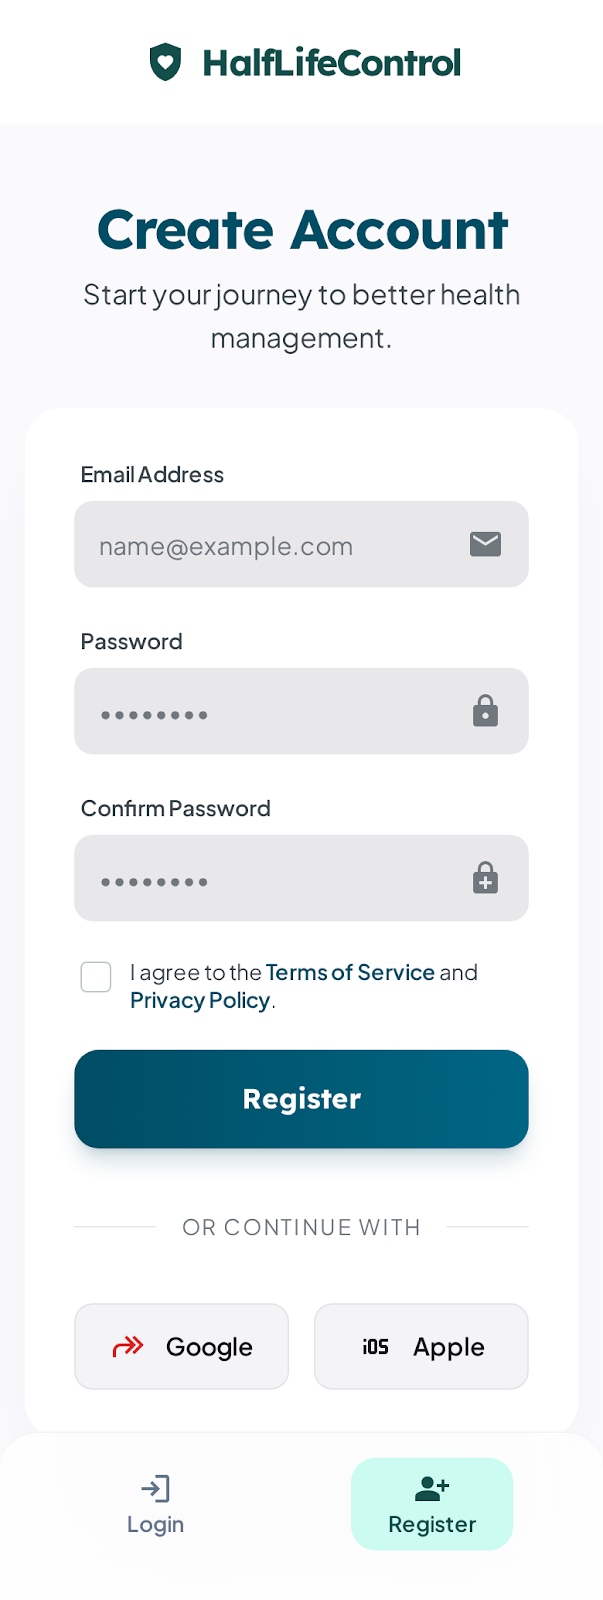 HalfLifeControl
Create Account
Start your journey to better health
management.
Email Address
name@example.com
Password
••••••••
Confirm Password
••••••••
I agree to the Terms of Service and
Privacy Policy.
Register
OR CONTINUE WITH
Google
iOS Apple
Login
Register